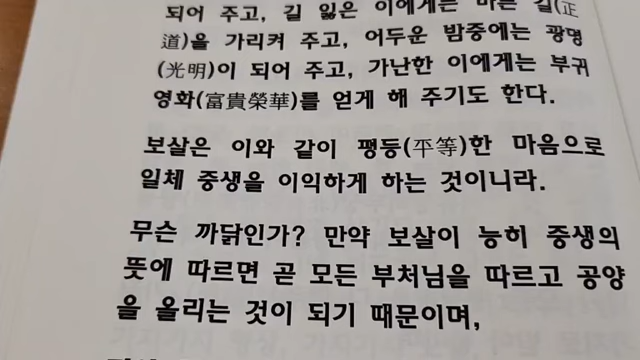 되어 주고, 길 잃은 이에게는 바른 길(正
道)을 가리켜 주고, 어두운 밤중에는 광명
(光明)이 되어 주고, 가난한 이에게는 부귀
영화(富貴榮華)를 얻게 해 주기도 한다.
보살은 이와 같이 평등(平等)한 마음으로
일체 중생을 이익하게 하는 것이니라.
무슨 까닭인가? 만약 보살이 능히 중생의
뜻에 따르면 곧 모든 부처님을 따르고 공양
을 올리는 것이 되기 때문이며,